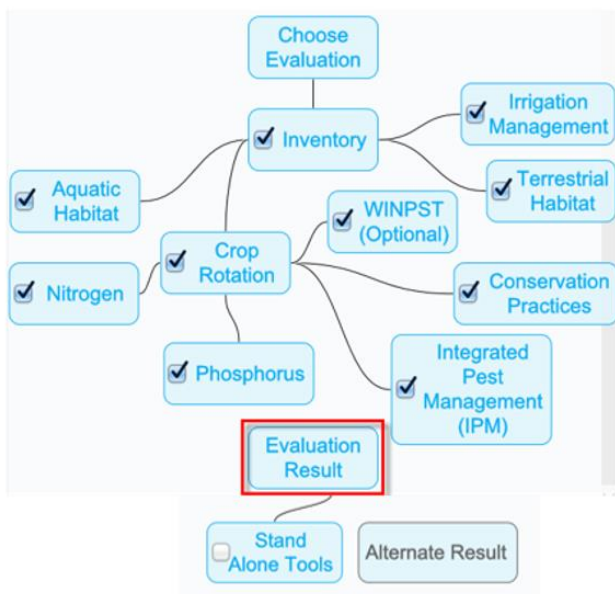 Choose
Evaluation
Inventory
Irrigation
Management
Aquatic
Habitat
Terrestrial
Habitat
WINPST
(Optional)
Crop
Rotation
Nitrogen
Conservation
Practices
Phosphorus
Integrated
Pest
Management
(IPM)
Evaluation
Result
Stand
Alone Tools
Alternate Result